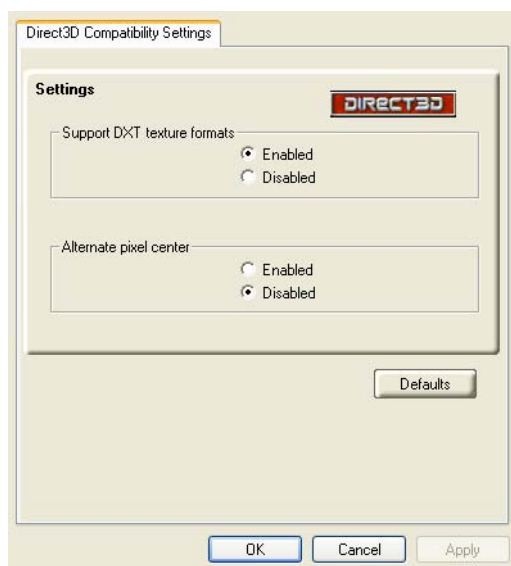 Direct3D Compatibility Settings
Settings
DIRECT3D
Support DXT texture formats
Enabled
Disabled
Alternate pixel center
Enabled
Disabled
Defaults
OK
Cancel
Apply